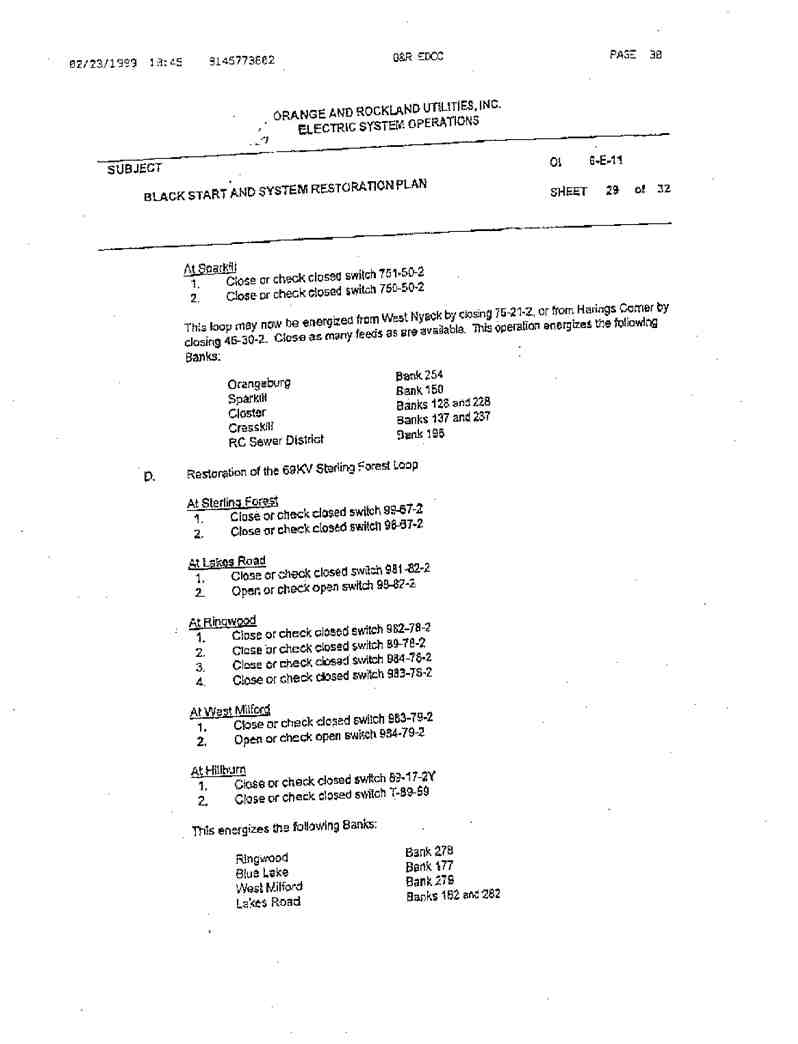 02/23/1999 18:45 9145773802 O&R EDCC PAGE 30
ORANGE AND ROCKLAND UTILITIES, INC.
ELECTRIC SYSTEM OPERATIONS
SUBJECT OI 6-E-11
BLACK START AND SYSTEM RESTORATION PLAN SHEET 29 of 32
At Sparkill
1. Close or check closed switch 751-50-2
2. Close or check closed switch 750-50-2
This loop may now be energized from West Nyack by closing 75-21-2, or from Harings Corner by
closing 45-30-2. Close as many feeds as are available. This operation energizes the following
Banks:
Orangeburg Bank 254
Sparkill Bank 150
Closter Banks 128 and 228
Cresskill Banks 137 and 237
RC Sewer District Bank 195
D. Restoration of the 69KV Sterling Forest Loop
At Sterling Forest
1. Close or check closed switch 99-67-2
2. Close or check closed switch 98-67-2
At Lakes Road
1. Close or check closed switch 981-82-2
2. Open or check open switch 98-82-2
At Ringwood
1. Close or check closed switch 982-78-2
2. Close or check closed switch 89-78-2
3. Close or check closed switch 984-78-2
4. Close or check closed switch 983-78-2
At West Milford
1. Close or check closed switch 983-79-2
2. Open or check open switch 984-79-2
At Hillburn
1. Close or check closed switch 89-17-2Y
2. Close or check closed switch T-89-69
This energizes the following Banks:
Ringwood Bank 278
Blue Lake Bank 177
West Milford Bank 279
Lakes Road Banks 182 and 282